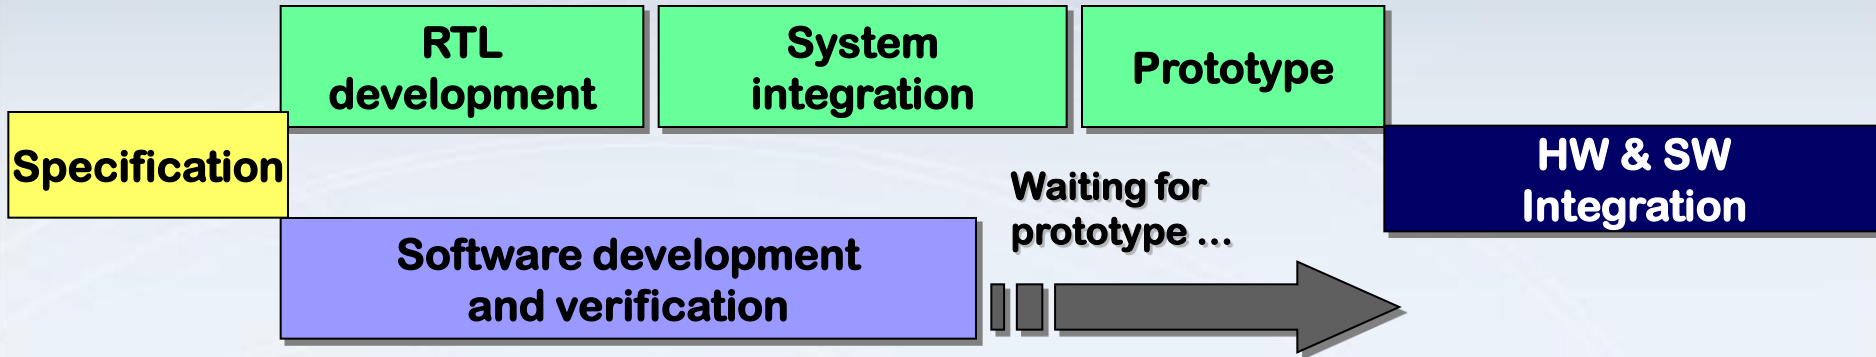 RTL
development
System
integration
Prototype
Specification
HW & SW
Integration
Waiting for
prototype ...
Software development
and verification